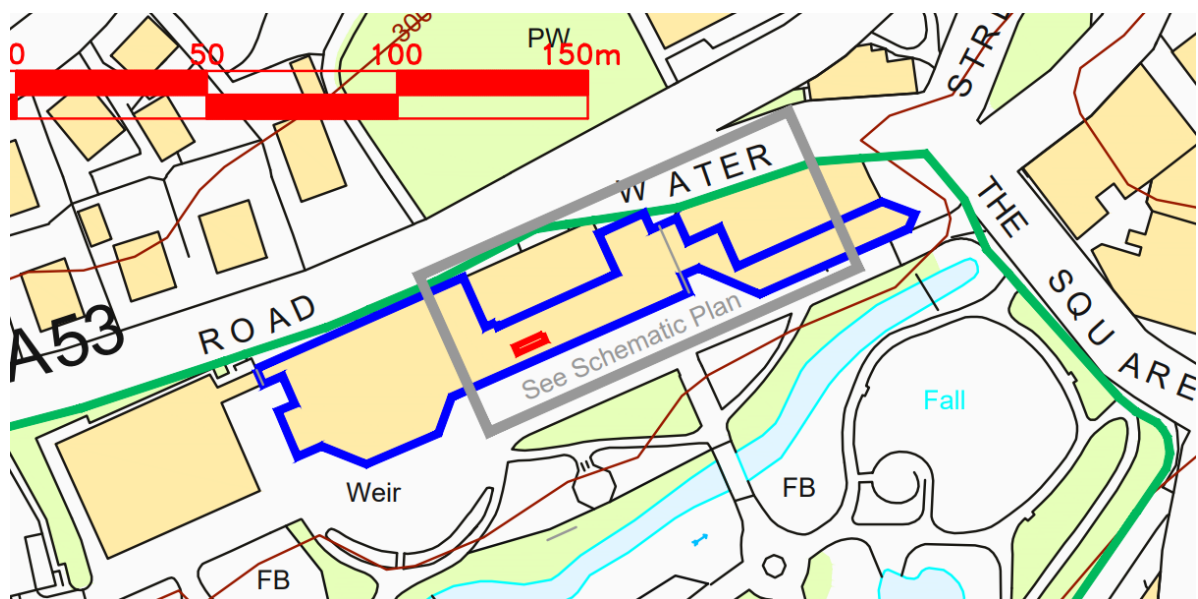 300
PW
0 50 100 150m
STR
WATER
THE
ROAD
A53
SQUARE
See Schematic Plan
Fall
Weir
FB
FB